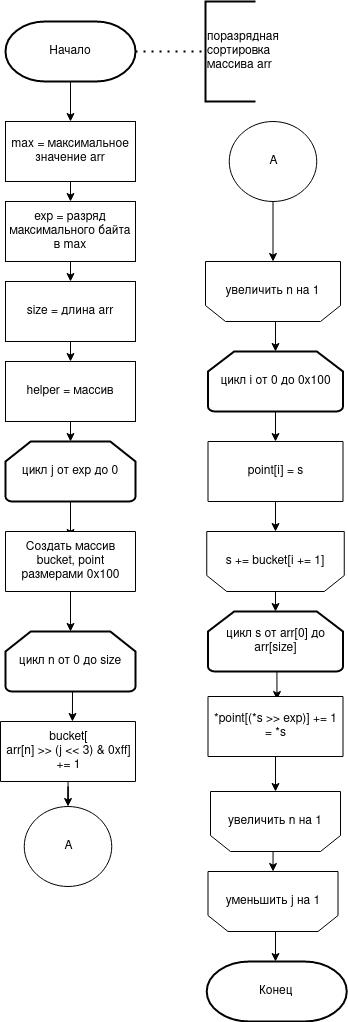 Начало
поразрядная
сортировка
массива arr
max = максимальное
значение arr
exp = разряд
максимального байта
в max
size = длина arr
helper = массив
цикл j от exp до 0
Создать массив
bucket, point
размерами 0x100
цикл n от 0 до size
bucket[
arr[n] >> (j << 3) & 0xff]
+= 1
A
A
увеличить n на 1
цикл i от 0 до 0x100
point[i] = s
s += bucket[i += 1]
цикл s от arr[0] до
arr[size]
*point[(*s >> exp)] += 1
= *s
увеличить n на 1
уменьшить j на 1
Конец